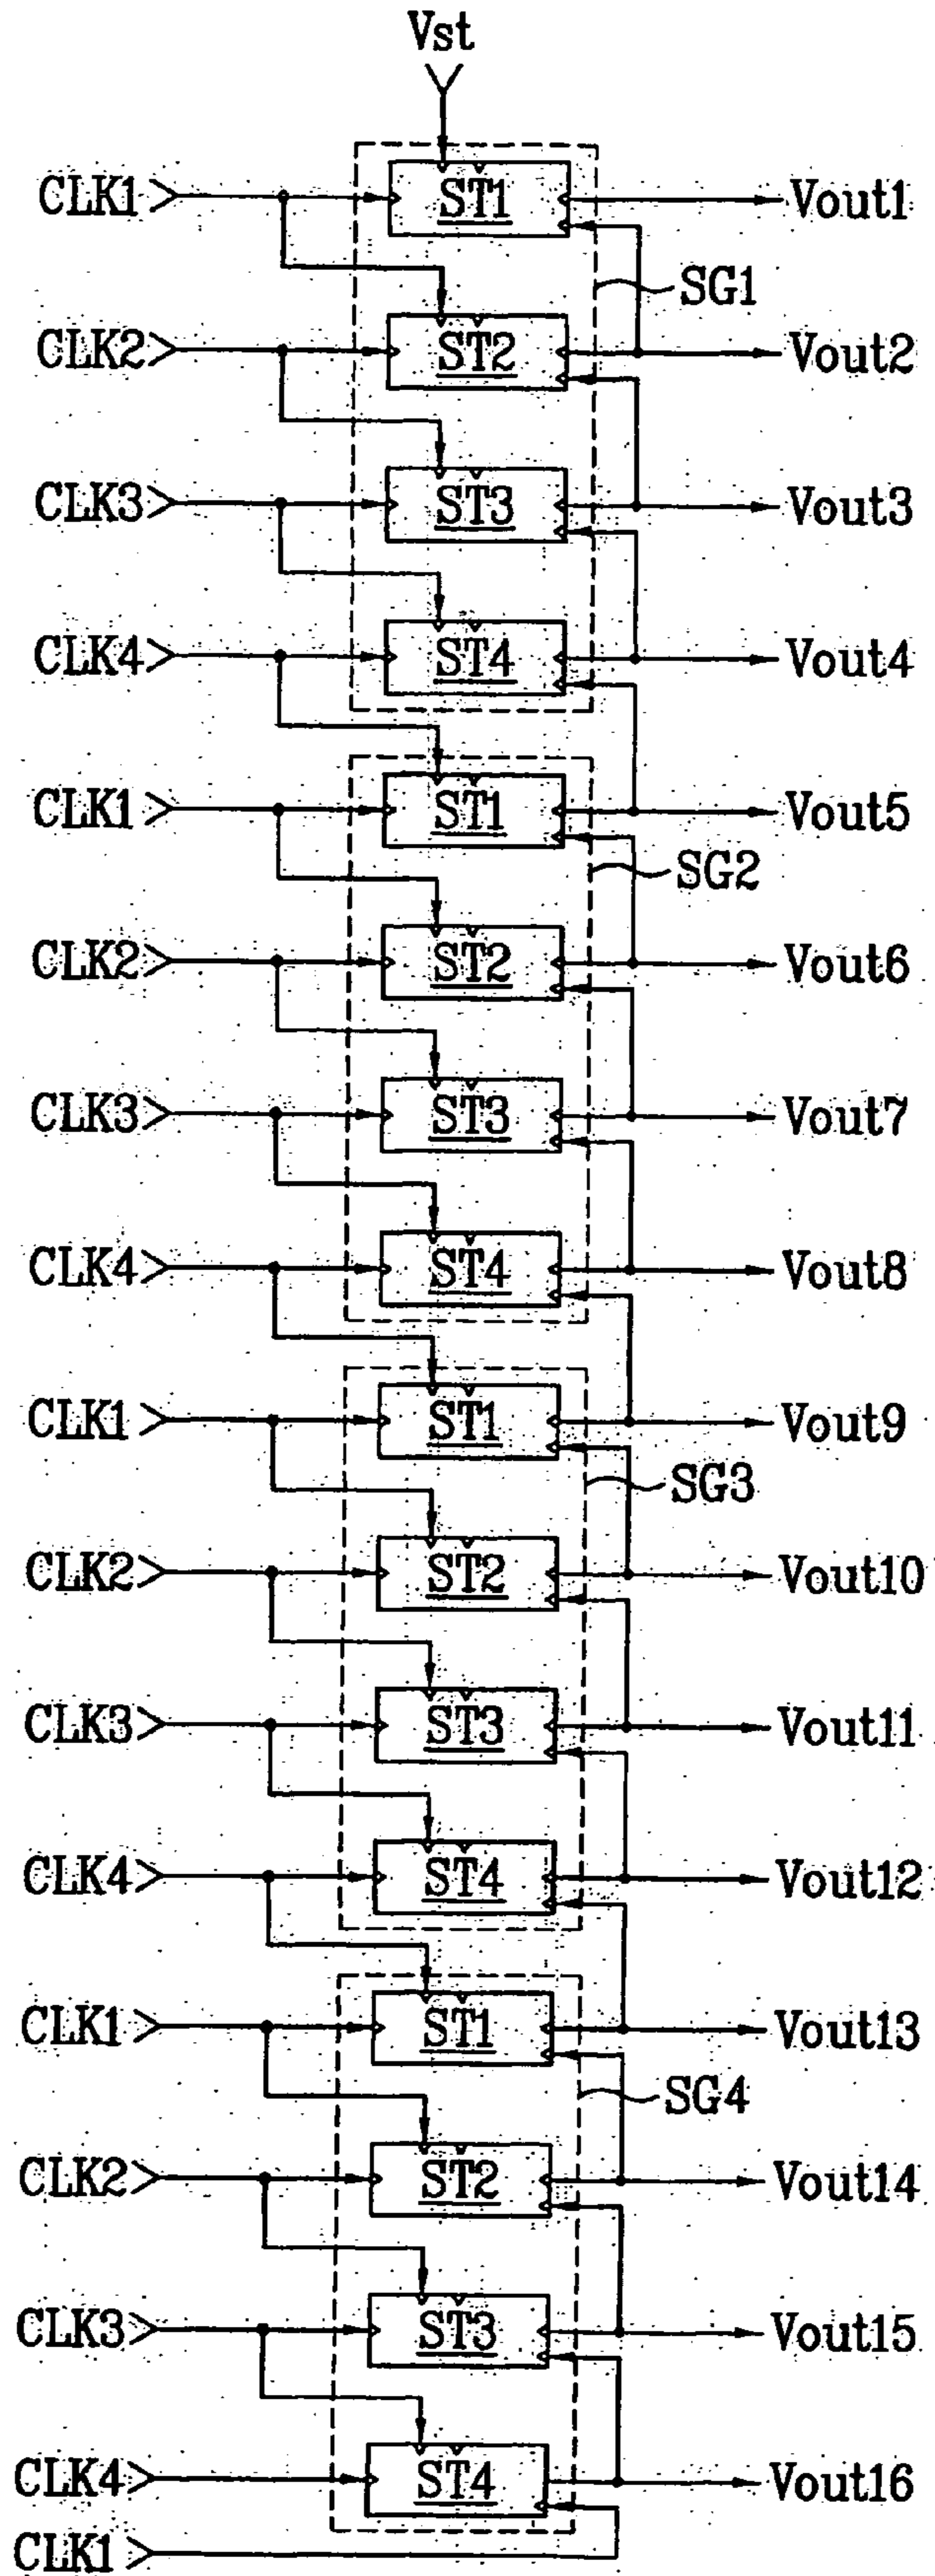 Vst
CLK1 ST1 Vout1
SG1
CLK2 ST2 Vout2
CLK3 ST3 Vout3
CLK4 ST4 Vout4
CLK1 ST1 Vout5
SG2
CLK2 ST2 Vout6
CLK3 ST3 Vout7
CLK4 ST4 Vout8
CLK1 ST1 Vout9
SG3
CLK2 ST2 Vout10
CLK3 ST3 Vout11
CLK4 ST4 Vout12
CLK1 ST1 Vout13
SG4
CLK2 ST2 Vout14
CLK3 ST3 Vout15
CLK4 ST4 Vout16
CLK1